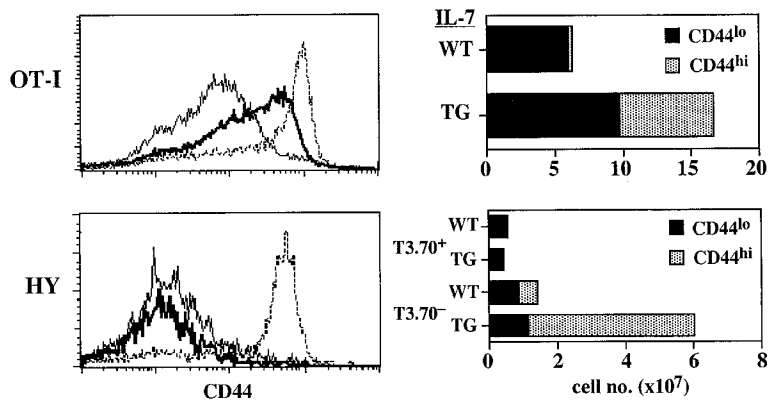 OT-I
IL-7
WT
TG
CD44lo
CD44hi
0 5 10 15 20
HY
CD44
T3.70+
WT
TG
T3.70−
WT
TG
CD44lo
CD44hi
0 2 4 6 8
cell no. (x10⁷)